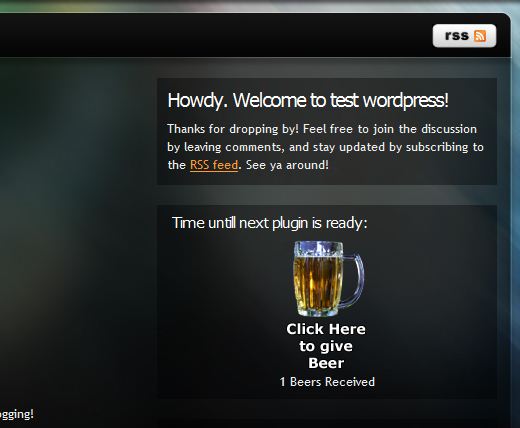 rss
Howdy. Welcome to test wordpress!
Thanks for dropping by! Feel free to join the discussion
by leaving comments, and stay updated by subscribing to
the RSS feed. See ya around!
Time untill next plugin is ready:
Click Here
to give
Beer
1 Beers Received